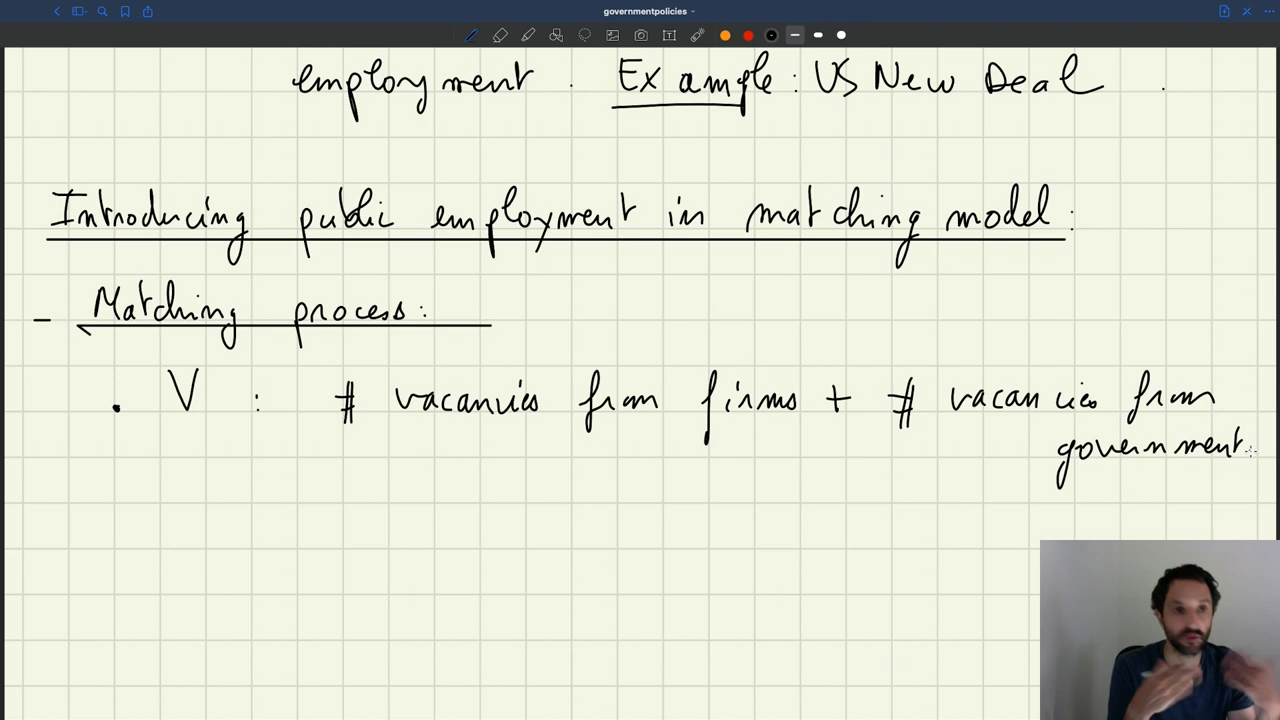 governmentpolicies
employment. Example: US New Deal.
Introducing public employment in matching model:
- Matching process:
• V : # vacancies from firms + # vacancies from
government.